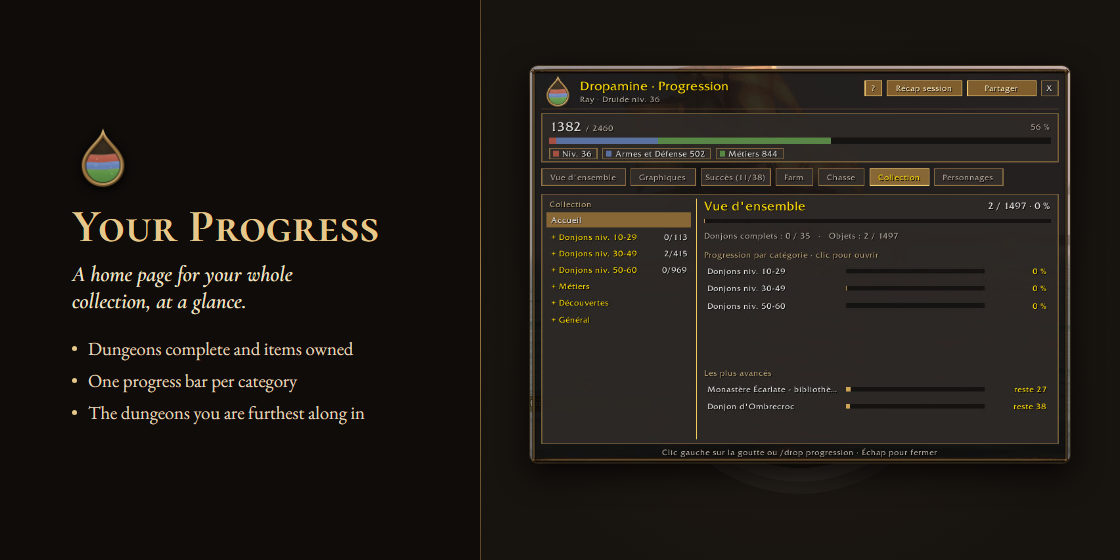 Your Progress
A home page for your whole
collection, at a glance.
• Dungeons complete and items owned
• One progress bar per category
• The dungeons you are furthest along in
Dropamine · Progression
Ray · Druide niv. 36
? Récap session Partager X
1382 / 2460 56 %
Niv. 36 Armes et Défense 502 Métiers 844
Vue d'ensemble Graphiques Succès (11/38) Farm Chasse Collection Personnages
Collection
Accueil
+ Donjons niv. 10-29 0/113
+ Donjons niv. 30-49 2/415
+ Donjons niv. 50-60 0/969
+ Métiers
+ Découvertes
+ Général
Vue d'ensemble 2 / 1497 · 0 %
Donjons complets : 0 / 35 · Objets : 2 / 1497
Progression par catégorie · clic pour ouvrir
Donjons niv. 10-29 0 %
Donjons niv. 30-49 0 %
Donjons niv. 50-60 0 %
Les plus avancés
Monastère Écarlate · bibliothè... reste 27
Donjon d'Ombrecroc reste 38
Clic gauche sur la goutte ou /drop progression · Échap pour fermer